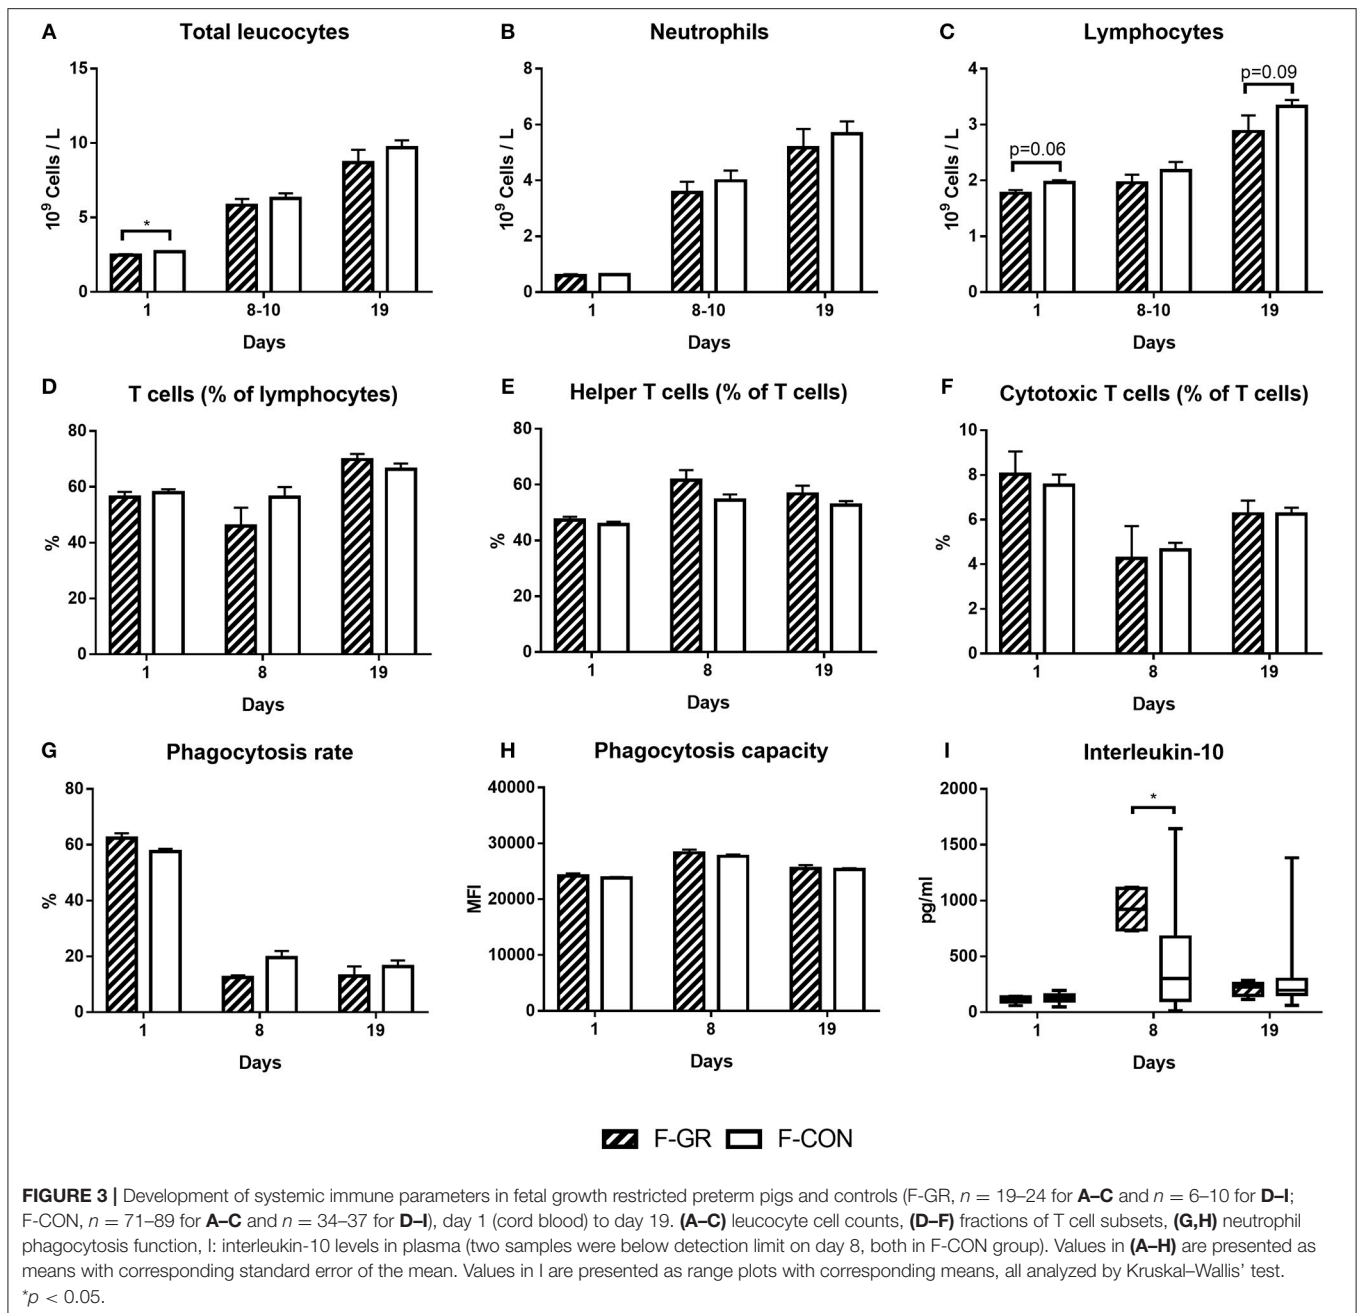 A Total leucocytes
15
10
5
0
10⁹ Cells / L
*
1 8-10 19
Days
B Neutrophils
8
6
4
2
0
10⁹ Cells / L
1 8-10 19
Days
C Lymphocytes
4
3
2
1
0
10⁹ Cells / L
p=0.06
p=0.09
1 8-10 19
Days
D T cells (% of lymphocytes)
80
60
40
20
0
%
1 8 19
Days
E Helper T cells (% of T cells)
80
60
40
20
0
%
1 8 19
Days
F Cytotoxic T cells (% of T cells)
10
8
6
4
2
0
%
1 8 19
Days
G Phagocytosis rate
80
60
40
20
0
%
1 8 19
Days
H Phagocytosis capacity
40000
30000
20000
10000
0
MFI
1 8 19
Days
I Interleukin-10
2000
1500
1000
500
0
pg/ml
*
1 8 19
Days
F-GR F-CON
FIGURE 3 | Development of systemic immune parameters in fetal growth restricted preterm pigs and controls (F-GR, n = 19–24 for A–C and n = 6–10 for D–I;
F-CON, n = 71–89 for A–C and n = 34–37 for D–I), day 1 (cord blood) to day 19. (A–C) leucocyte cell counts, (D–F) fractions of T cell subsets, (G,H) neutrophil
phagocytosis function, I: interleukin-10 levels in plasma (two samples were below detection limit on day 8, both in F-CON group). Values in (A–H) are presented as
means with corresponding standard error of the mean. Values in I are presented as range plots with corresponding means, all analyzed by Kruskal–Wallis’ test.
*p < 0.05.